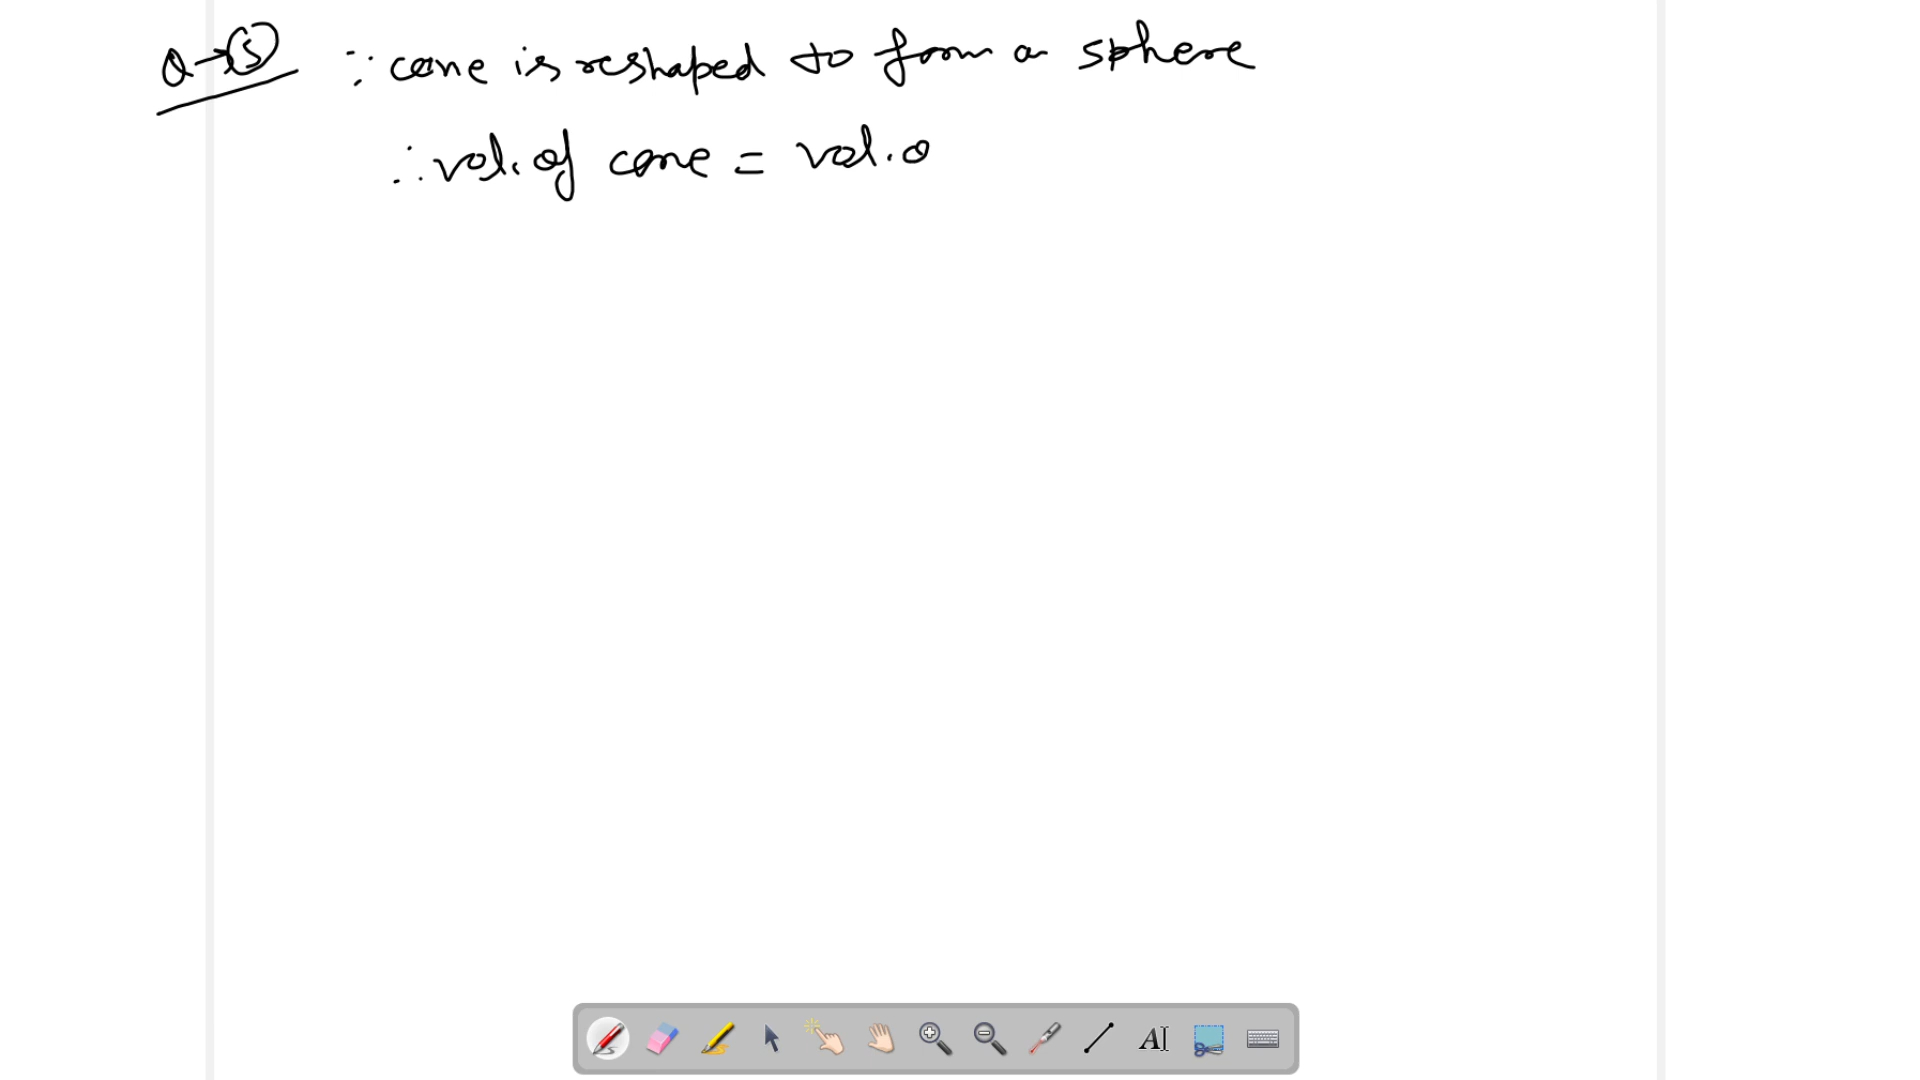 Q→⑤ ∵ cone is reshaped to form a sphere
∴ vol. of cone = vol. o